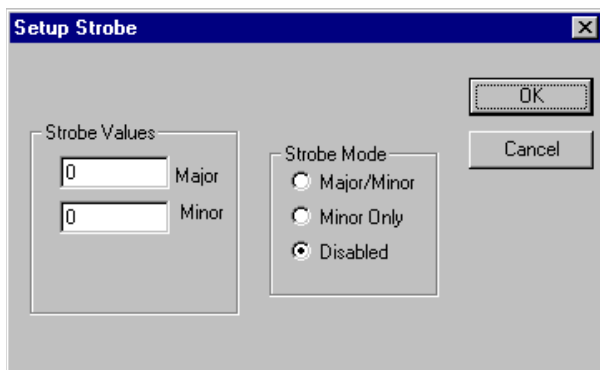 Setup Strobe
OK
Cancel
Strobe Values
0 Major
0 Minor
Strobe Mode
Major/Minor
Minor Only
Disabled